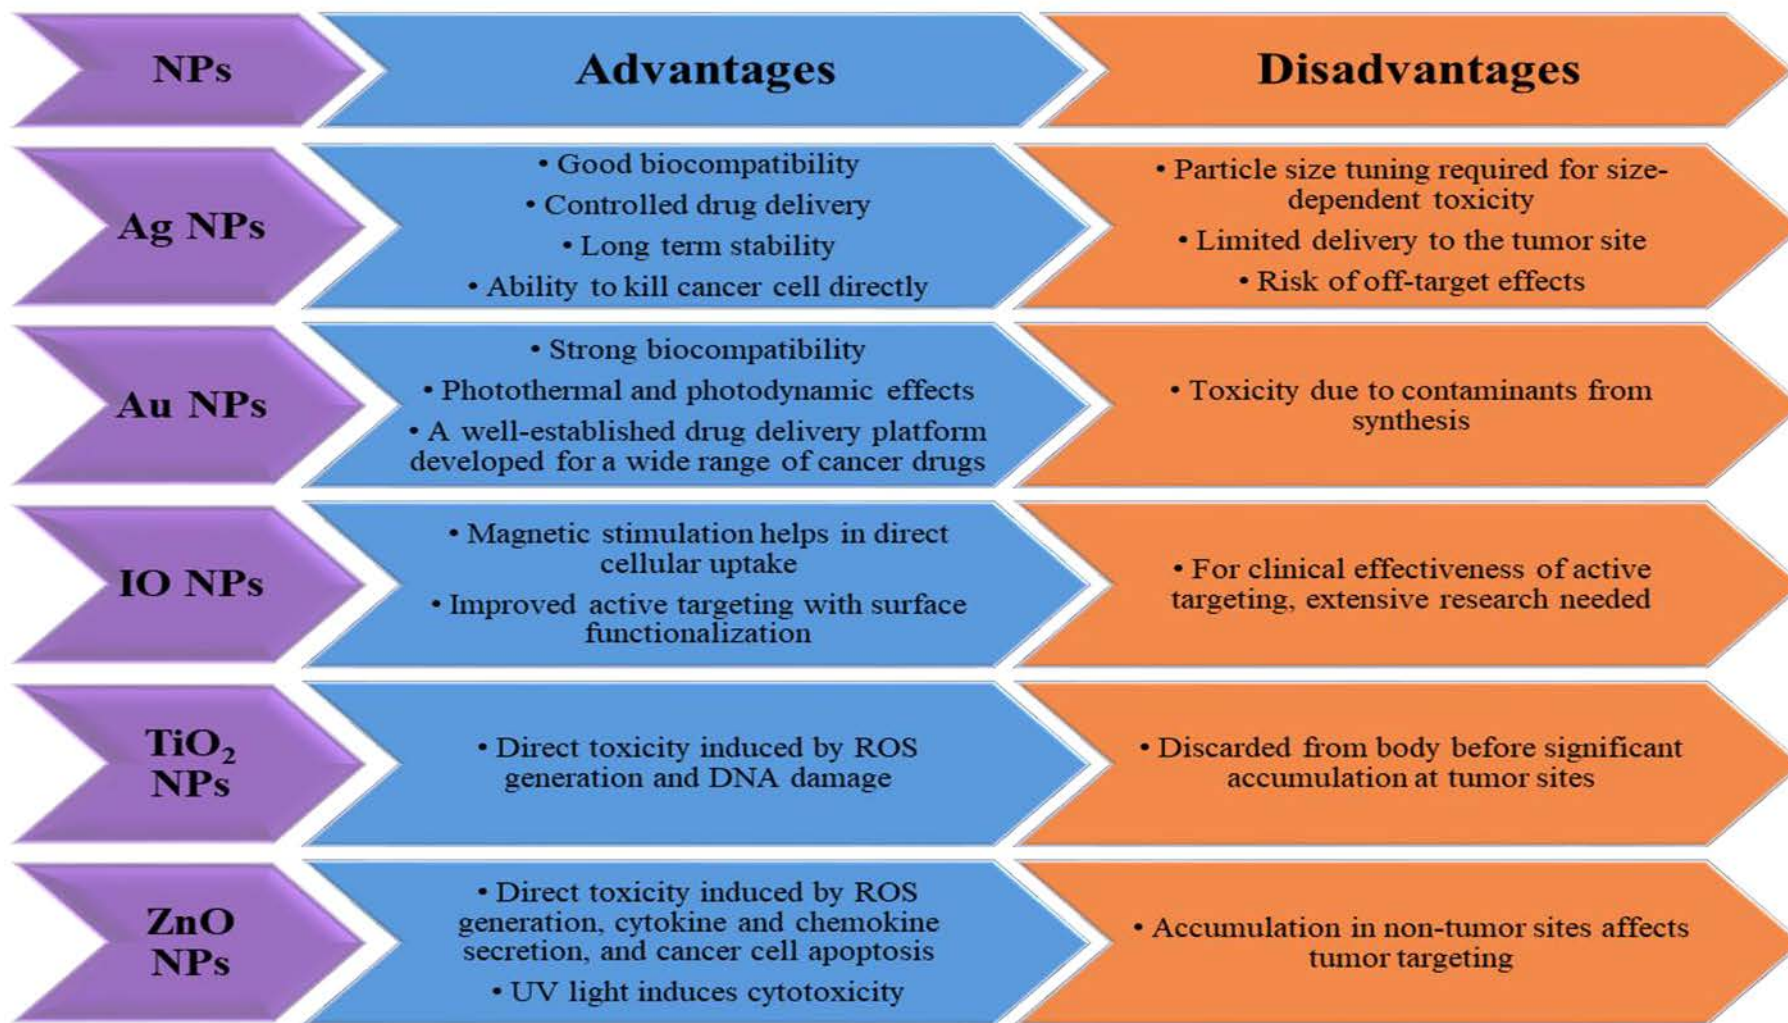 NPs
Advantages
Disadvantages
Ag NPs
• Good biocompatibility
• Controlled drug delivery
• Long term stability
• Ability to kill cancer cell directly
• Particle size tuning required for size-
dependent toxicity
• Limited delivery to the tumor site
• Risk of off-target effects
Au NPs
• Strong biocompatibility
• Photothermal and photodynamic effects
• A well-established drug delivery platform
developed for a wide range of cancer drugs
• Toxicity due to contaminants from
synthesis
IO NPs
• Magnetic stimulation helps in direct
cellular uptake
• Improved active targeting with surface
functionalization
• For clinical effectiveness of active
targeting, extensive research needed
TiO₂
NPs
• Direct toxicity induced by ROS
generation and DNA damage
• Discarded from body before significant
accumulation at tumor sites
ZnO
NPs
• Direct toxicity induced by ROS
generation, cytokine and chemokine
secretion, and cancer cell apoptosis
• UV light induces cytotoxicity
• Accumulation in non-tumor sites affects
tumor targeting